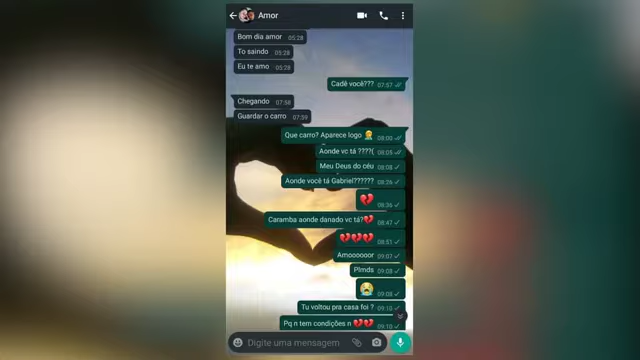 Amor
Bom dia amor 05:28
To saindo 05:28
Eu te amo 05:28
Cadê você??? 07:57
Chegando 07:58
Guardar o carro 07:59
Que carro? Aparece logo 08:00
Aonde vc tá ????( 08:05
Meu Deus do céu 08:08
Aonde você tá Gabriel?????? 08:26
08:36
Caramba aonde danado vc tá? 08:47
08:51
Amoooooor 09:07
Plmds 09:08
09:08
Tu voltou pra casa foi ? 09:10
Pq n tem condições n 09:10
Digite uma mensagem